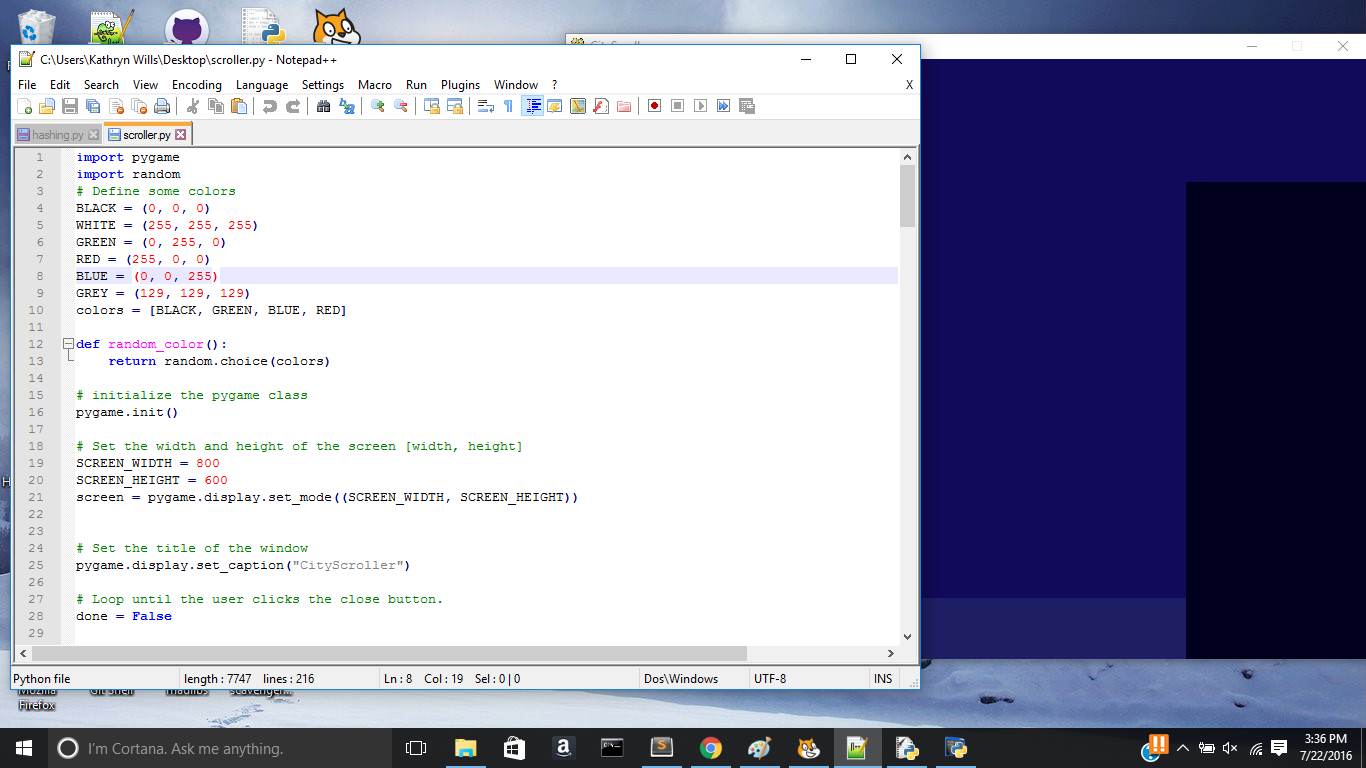 C:\Users\Kathryn Wills\Desktop\scroller.py - Notepad++
File Edit Search View Encoding Language Settings Macro Run Plugins Window ? X
hashing.py scroller.py
1 import pygame
2 import random
3 # Define some colors
4 BLACK = (0, 0, 0)
5 WHITE = (255, 255, 255)
6 GREEN = (0, 255, 0)
7 RED = (255, 0, 0)
8 BLUE = (0, 0, 255)
9 GREY = (129, 129, 129)
10 colors = [BLACK, GREEN, BLUE, RED]
11
12 def random_color():
13 return random.choice(colors)
14
15 # initialize the pygame class
16 pygame.init()
17
18 # Set the width and height of the screen [width, height]
19 SCREEN_WIDTH = 800
20 SCREEN_HEIGHT = 600
21 screen = pygame.display.set_mode((SCREEN_WIDTH, SCREEN_HEIGHT))
22
23
24 # Set the title of the window
25 pygame.display.set_caption("CityScroller")
26
27 # Loop until the user clicks the close button.
28 done = False
29
Python file length : 7747 lines : 216 Ln : 8 Col : 19 Sel : 0 | 0 Dos\Windows UTF-8 INS
Mozilla Git Shell madlibs scavenger...
Firefox
I'm Cortana. Ask me anything.
3:36 PM
7/22/2016